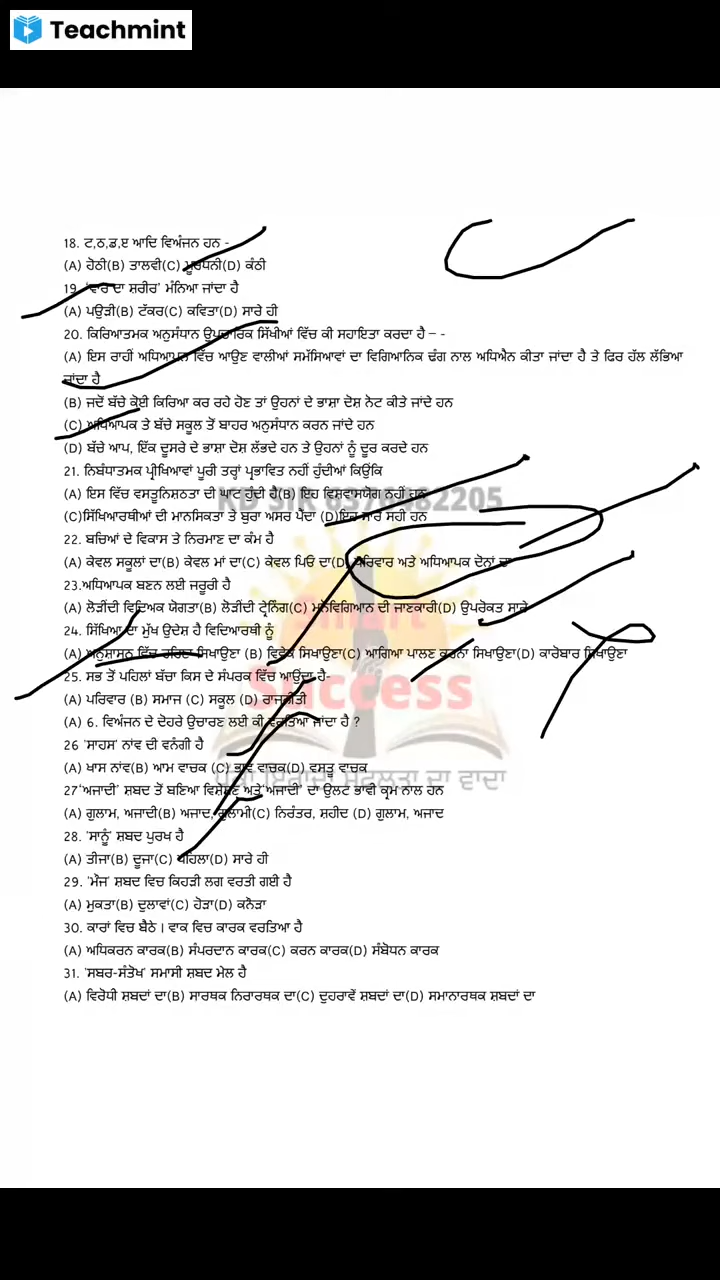 Teachmint
18. ਟ,ਠ,ਡ,ੲ ਆਦਿ ਵਿਅੰਜਨ ਹਨ -
(A) ਹੋਠੀ(B) ਤਾਲਵੀ(C) ਮੂਰਧਨੀ(D) ਕੰਠੀ
19. 'ਵਾਰ'ਦਾ ਸ਼ਰੀਰ' ਮੰਨਿਆ ਜਾਂਦਾ ਹੈ
(A) ਪਉੜੀ(B) ਟੱਕਰ(C) ਕਵਿਤਾ(D) ਸਾਰੇ ਹੀ
20. ਕਿਰਿਆਤਮਕ ਅਨੁਸੰਧਾਨ ਉਪਚਾਰਿਕ ਸਿੱਖੀਆਂ ਵਿੱਚ ਕੀ ਸਹਾਇਤਾ ਕਰਦਾ ਹੈ – -
(A) ਇਸ ਰਾਹੀਂ ਅਧਿਆਪਨ ਵਿੱਚ ਆਉਣ ਵਾਲੀਆਂ ਸਮੱਸਿਆਵਾਂ ਦਾ ਵਿਗਿਆਨਿਕ ਢੰਗ ਨਾਲ ਅਧਿਐਨ ਕੀਤਾ ਜਾਂਦਾ ਹੈ ਤੇ ਫਿਰ ਹੱਲ ਲੱਭਿਆ
ਜਾਂਦਾ ਹੈ
(B) ਜਦੋਂ ਬੱਚੇ ਕੋਈ ਕਿਰਿਆ ਕਰ ਰਹੇ ਹੋਣ ਤਾਂ ਉਹਨਾਂ ਦੇ ਭਾਸ਼ਾ ਦੋਸ਼ ਨੋਟ ਕੀਤੇ ਜਾਂਦੇ ਹਨ
(C) ਅਧਿਆਪਕ ਤੇ ਬੱਚੇ ਸਕੂਲ ਤੋਂ ਬਾਹਰ ਅਨੁਸੰਧਾਨ ਕਰਨ ਜਾਂਦੇ ਹਨ
(D) ਬੱਚੇ ਆਪ, ਇੱਕ ਦੂਸਰੇ ਦੇ ਭਾਸ਼ਾ ਦੋਸ਼ ਲੱਭਦੇ ਹਨ ਤੇ ਉਹਨਾਂ ਨੂੰ ਦੂਰ ਕਰਦੇ ਹਨ
21. ਨਿਬੰਧਾਤਮਕ ਪ੍ਰੀਖਿਆਵਾਂ ਪੂਰੀ ਤਰ੍ਹਾਂ ਪ੍ਰਭਾਵਿਤ ਨਹੀਂ ਹੁੰਦੀਆਂ ਕਿਉਂਕਿ
(A) ਇਸ ਵਿੱਚ ਵਸਤੂਨਿਸ਼ਠਤਾ ਦੀ ਘਾਟ ਹੁੰਦੀ ਹੈ(B) ਇਹ ਵਿਸ਼ਵਾਸਯੋਗ ਨਹੀਂ ਹਨ
(C)ਸਿੱਖਿਆਰਥੀਆਂ ਦੀ ਮਾਨਸਿਕਤਾ ਤੇ ਬੁਰਾ ਅਸਰ ਪੈਂਦਾ (D)ਇਹ ਸਾਰੇ ਸਹੀ ਹਨ
22. ਬਚਿਆਂ ਦੇ ਵਿਕਾਸ ਤੇ ਨਿਰਮਾਣ ਦਾ ਕੰਮ ਹੈ
(A) ਕੇਵਲ ਸਕੂਲਾਂ ਦਾ(B) ਕੇਵਲ ਮਾਂ ਦਾ(C) ਕੇਵਲ ਪਿਓ ਦਾ(D) ਪਰਿਵਾਰ ਅਤੇ ਅਧਿਆਪਕ ਦੋਨਾਂ ਦਾ
23.ਅਧਿਆਪਕ ਬਣਨ ਲਈ ਜਰੂਰੀ ਹੈ
(A) ਲੋੜੀਂਦੀ ਵਿਦਿਅਕ ਯੋਗਤਾ(B) ਲੋੜੀਂਦੀ ਟ੍ਰੇਨਿੰਗ(C) ਮਨੋਵਿਗਿਆਨ ਦੀ ਜਾਣਕਾਰੀ(D) ਉਪਰੋਕਤ ਸਾਰੇ
24. ਸਿੱਖਿਆ ਦਾ ਮੁੱਖ ਉਦੇਸ਼ ਹੈ ਵਿਦਿਆਰਥੀ ਨੂੰ
(A) ਅਨੁਸ਼ਾਸਨ ਵਿੱਚ ਰਹਿਣਾ ਸਿਖਾਉਣਾ (B) ਵਿਵੇਕ ਸਿਖਾਉਣਾ(C) ਆਗਿਆ ਪਾਲਣ ਕਰਨਾ ਸਿਖਾਉਣਾ(D) ਕਾਰੋਬਾਰ ਸਿਖਾਉਣਾ
25. ਸਭ ਤੋਂ ਪਹਿਲਾਂ ਬੱਚਾ ਕਿਸ ਦੇ ਸੰਪਰਕ ਵਿੱਚ ਆਉਂਦਾ ਹੈ-
(A) ਪਰਿਵਾਰ (B) ਸਮਾਜ (C) ਸਕੂਲ (D) ਰਾਜਨੀਤੀ
(A) 6. ਵਿਅੰਜਨ ਦੇ ਦੋਹਰੇ ਉਚਾਰਣ ਲਈ ਕੀ ਵਰਤਿਆ ਜਾਂਦਾ ਹੈ ?
26 'ਸਾਹਸ' ਨਾਂਵ ਦੀ ਵਨੰਗੀ ਹੈ
(A) ਖਾਸ ਨਾਂਵ(B) ਆਮ ਵਾਚਕ (C) ਭਾਵ ਵਾਚਕ(D) ਵਸਤੂ ਵਾਚਕ
27'ਅਜਾਦੀ' ਸ਼ਬਦ ਤੋਂ ਬਣਿਆ ਵਿਸ਼ੇਸ਼ਣ ਅਤੇ'ਅਜਾਦੀ' ਦਾ ਉਲਟ ਭਾਵੀ ਕ੍ਰਮ ਨਾਲ ਹਨ
(A) ਗੁਲਾਮ, ਅਜਾਦੀ(B) ਅਜਾਦ, ਗੁਲਾਮੀ(C) ਨਿਰੰਤਰ, ਸ਼ਹੀਦ (D) ਗੁਲਾਮ, ਅਜਾਦ
28. 'ਸਾਨੂੰ' ਸ਼ਬਦ ਪੁਰਖ ਹੈ
(A) ਤੀਜਾ(B) ਦੂਜਾ(C) ਪਹਿਲਾ(D) ਸਾਰੇ ਹੀ
29. 'ਮੌਜ' ਸ਼ਬਦ ਵਿਚ ਕਿਹੜੀ ਲਗ ਵਰਤੀ ਗਈ ਹੈ
(A) ਮੁਕਤਾ(B) ਦੁਲਾਵਾਂ(C) ਹੋੜਾ(D) ਕਨੌੜਾ
30. ਕਾਰਾਂ ਵਿਚ ਬੈਠੇ। ਵਾਕ ਵਿਚ ਕਾਰਕ ਵਰਤਿਆ ਹੈ
(A) ਅਧਿਕਰਨ ਕਾਰਕ(B) ਸੰਪਰਦਾਨ ਕਾਰਕ(C) ਕਰਨ ਕਾਰਕ(D) ਸੰਬੋਧਨ ਕਾਰਕ
31. 'ਸਬਰ-ਸੰਤੋਖ' ਸਮਾਸੀ ਸ਼ਬਦ ਮੇਲ ਹੈ
(A) ਵਿਰੋਧੀ ਸ਼ਬਦਾਂ ਦਾ(B) ਸਾਰਥਕ ਨਿਰਾਰਥਕ ਦਾ(C) ਦੁਹਰਾਵੇਂ ਸ਼ਬਦਾਂ ਦਾ(D) ਸਮਾਨਾਰਥਕ ਸ਼ਬਦਾਂ ਦਾ
KD SIR
Smart
Success